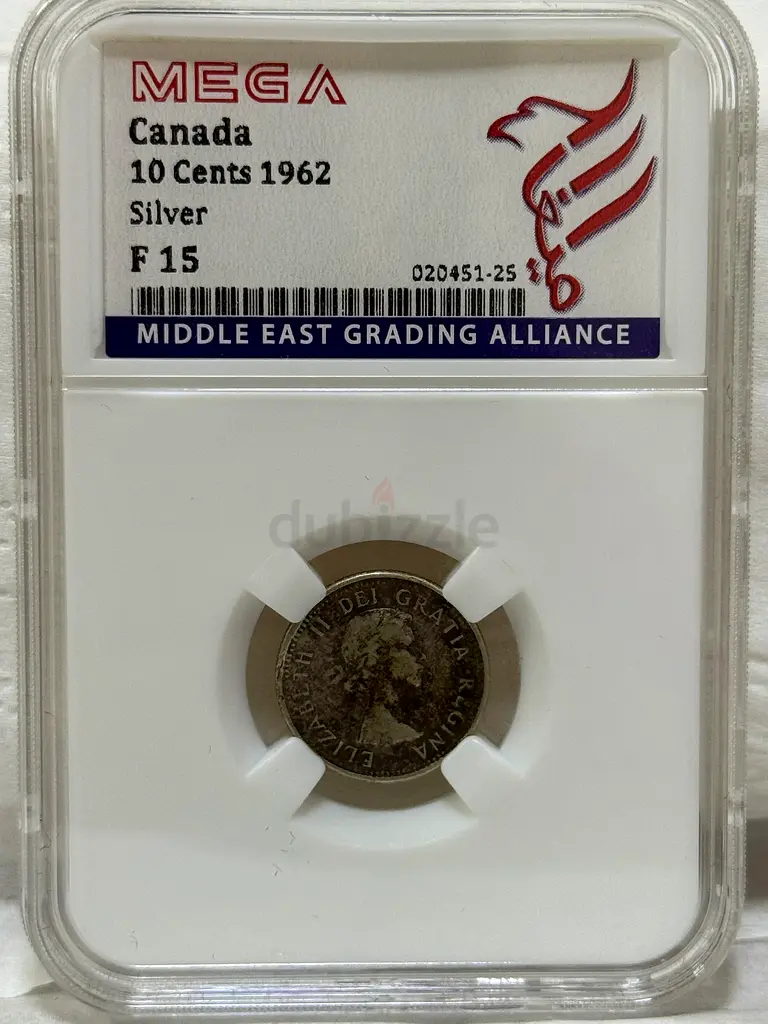 MEGA
Canada
10 Cents 1962
Silver
F 15
020451-25
MIDDLE EAST GRADING ALLIANCE
dubizzle
ELIZABETH II DEI GRATIA REGINA